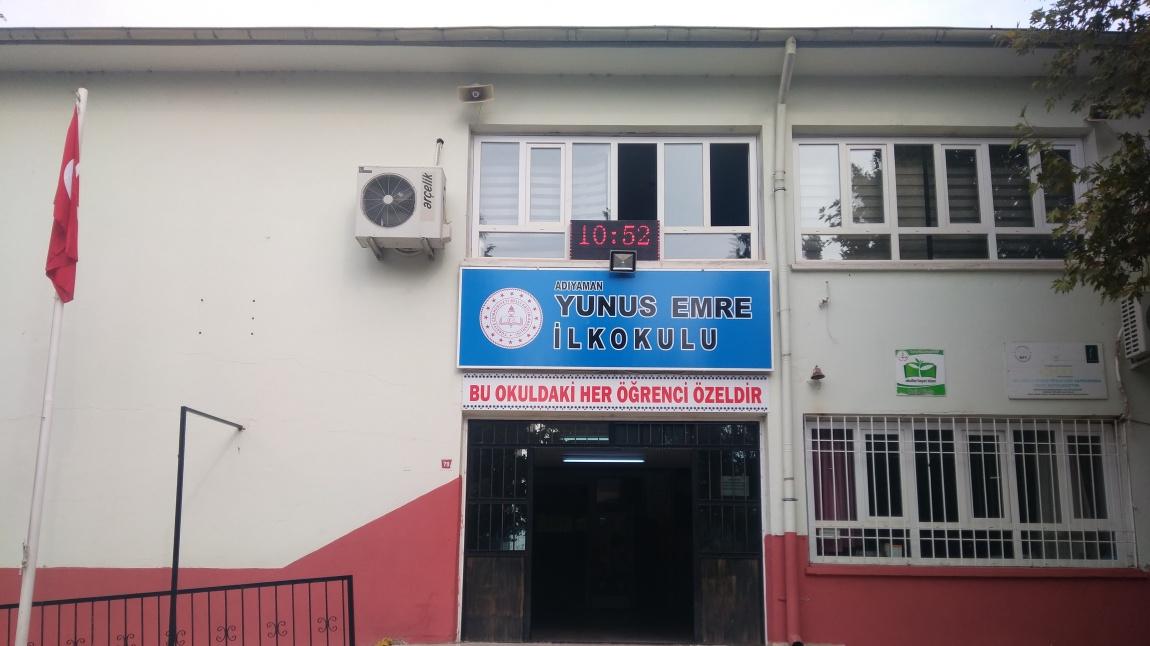 arçelik
10:52
ADIYAMAN
YUNUS EMRE
İLKOKULU
BU OKULDAKİ HER ÖĞRENCİ ÖZELDİR